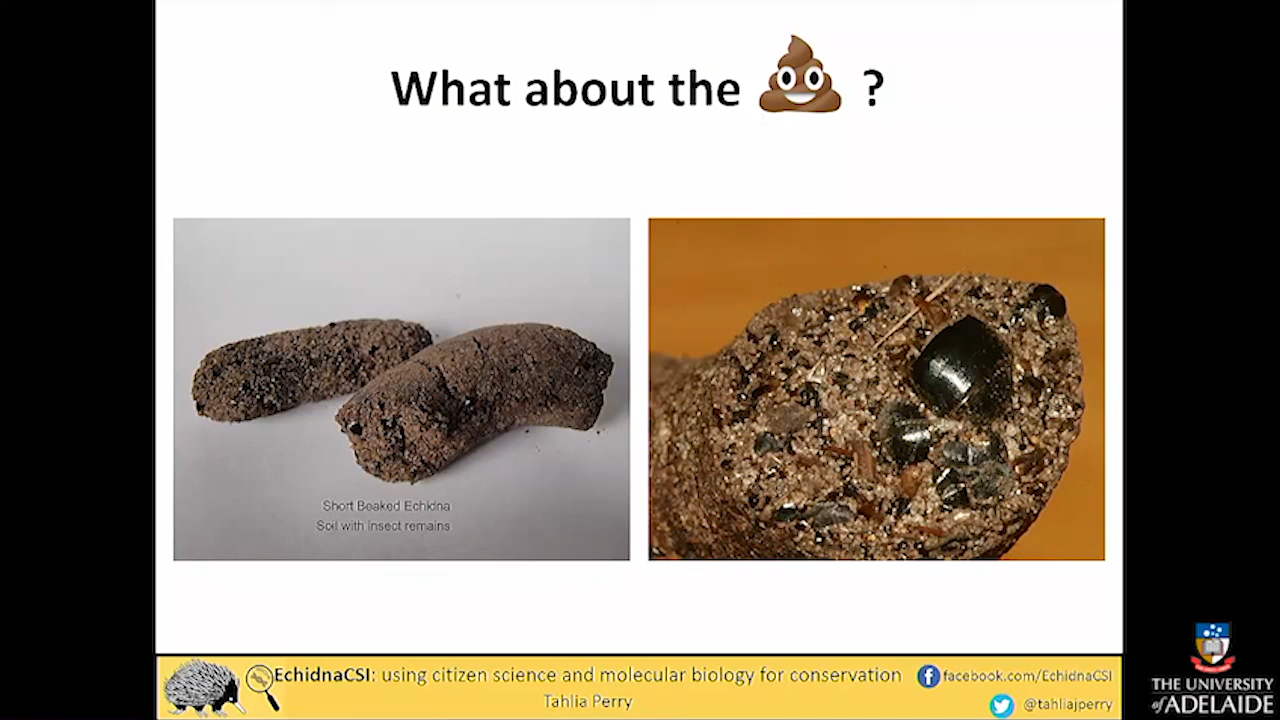 What about the 💩 ?
Short Beaked Echidna
Soil with Insect remains
EchidnaCSI: using citizen science and molecular biology for conservation
Tahlia Perry
facebook.com/EchidnaCSI
@tahliajperry
THE UNIVERSITY
of ADELAIDE